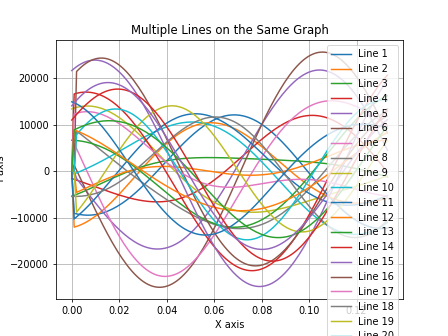 Multiple Lines on the Same Graph
20000
10000
0
−10000
−20000
0.00
0.02
0.04
0.06
0.08
0.10
X axis
Line 1
Line 2
Line 3
Line 4
Line 5
Line 6
Line 7
Line 8
Line 9
Line 10
Line 11
Line 12
Line 13
Line 14
Line 15
Line 16
Line 17
Line 18
Line 19
Line 20